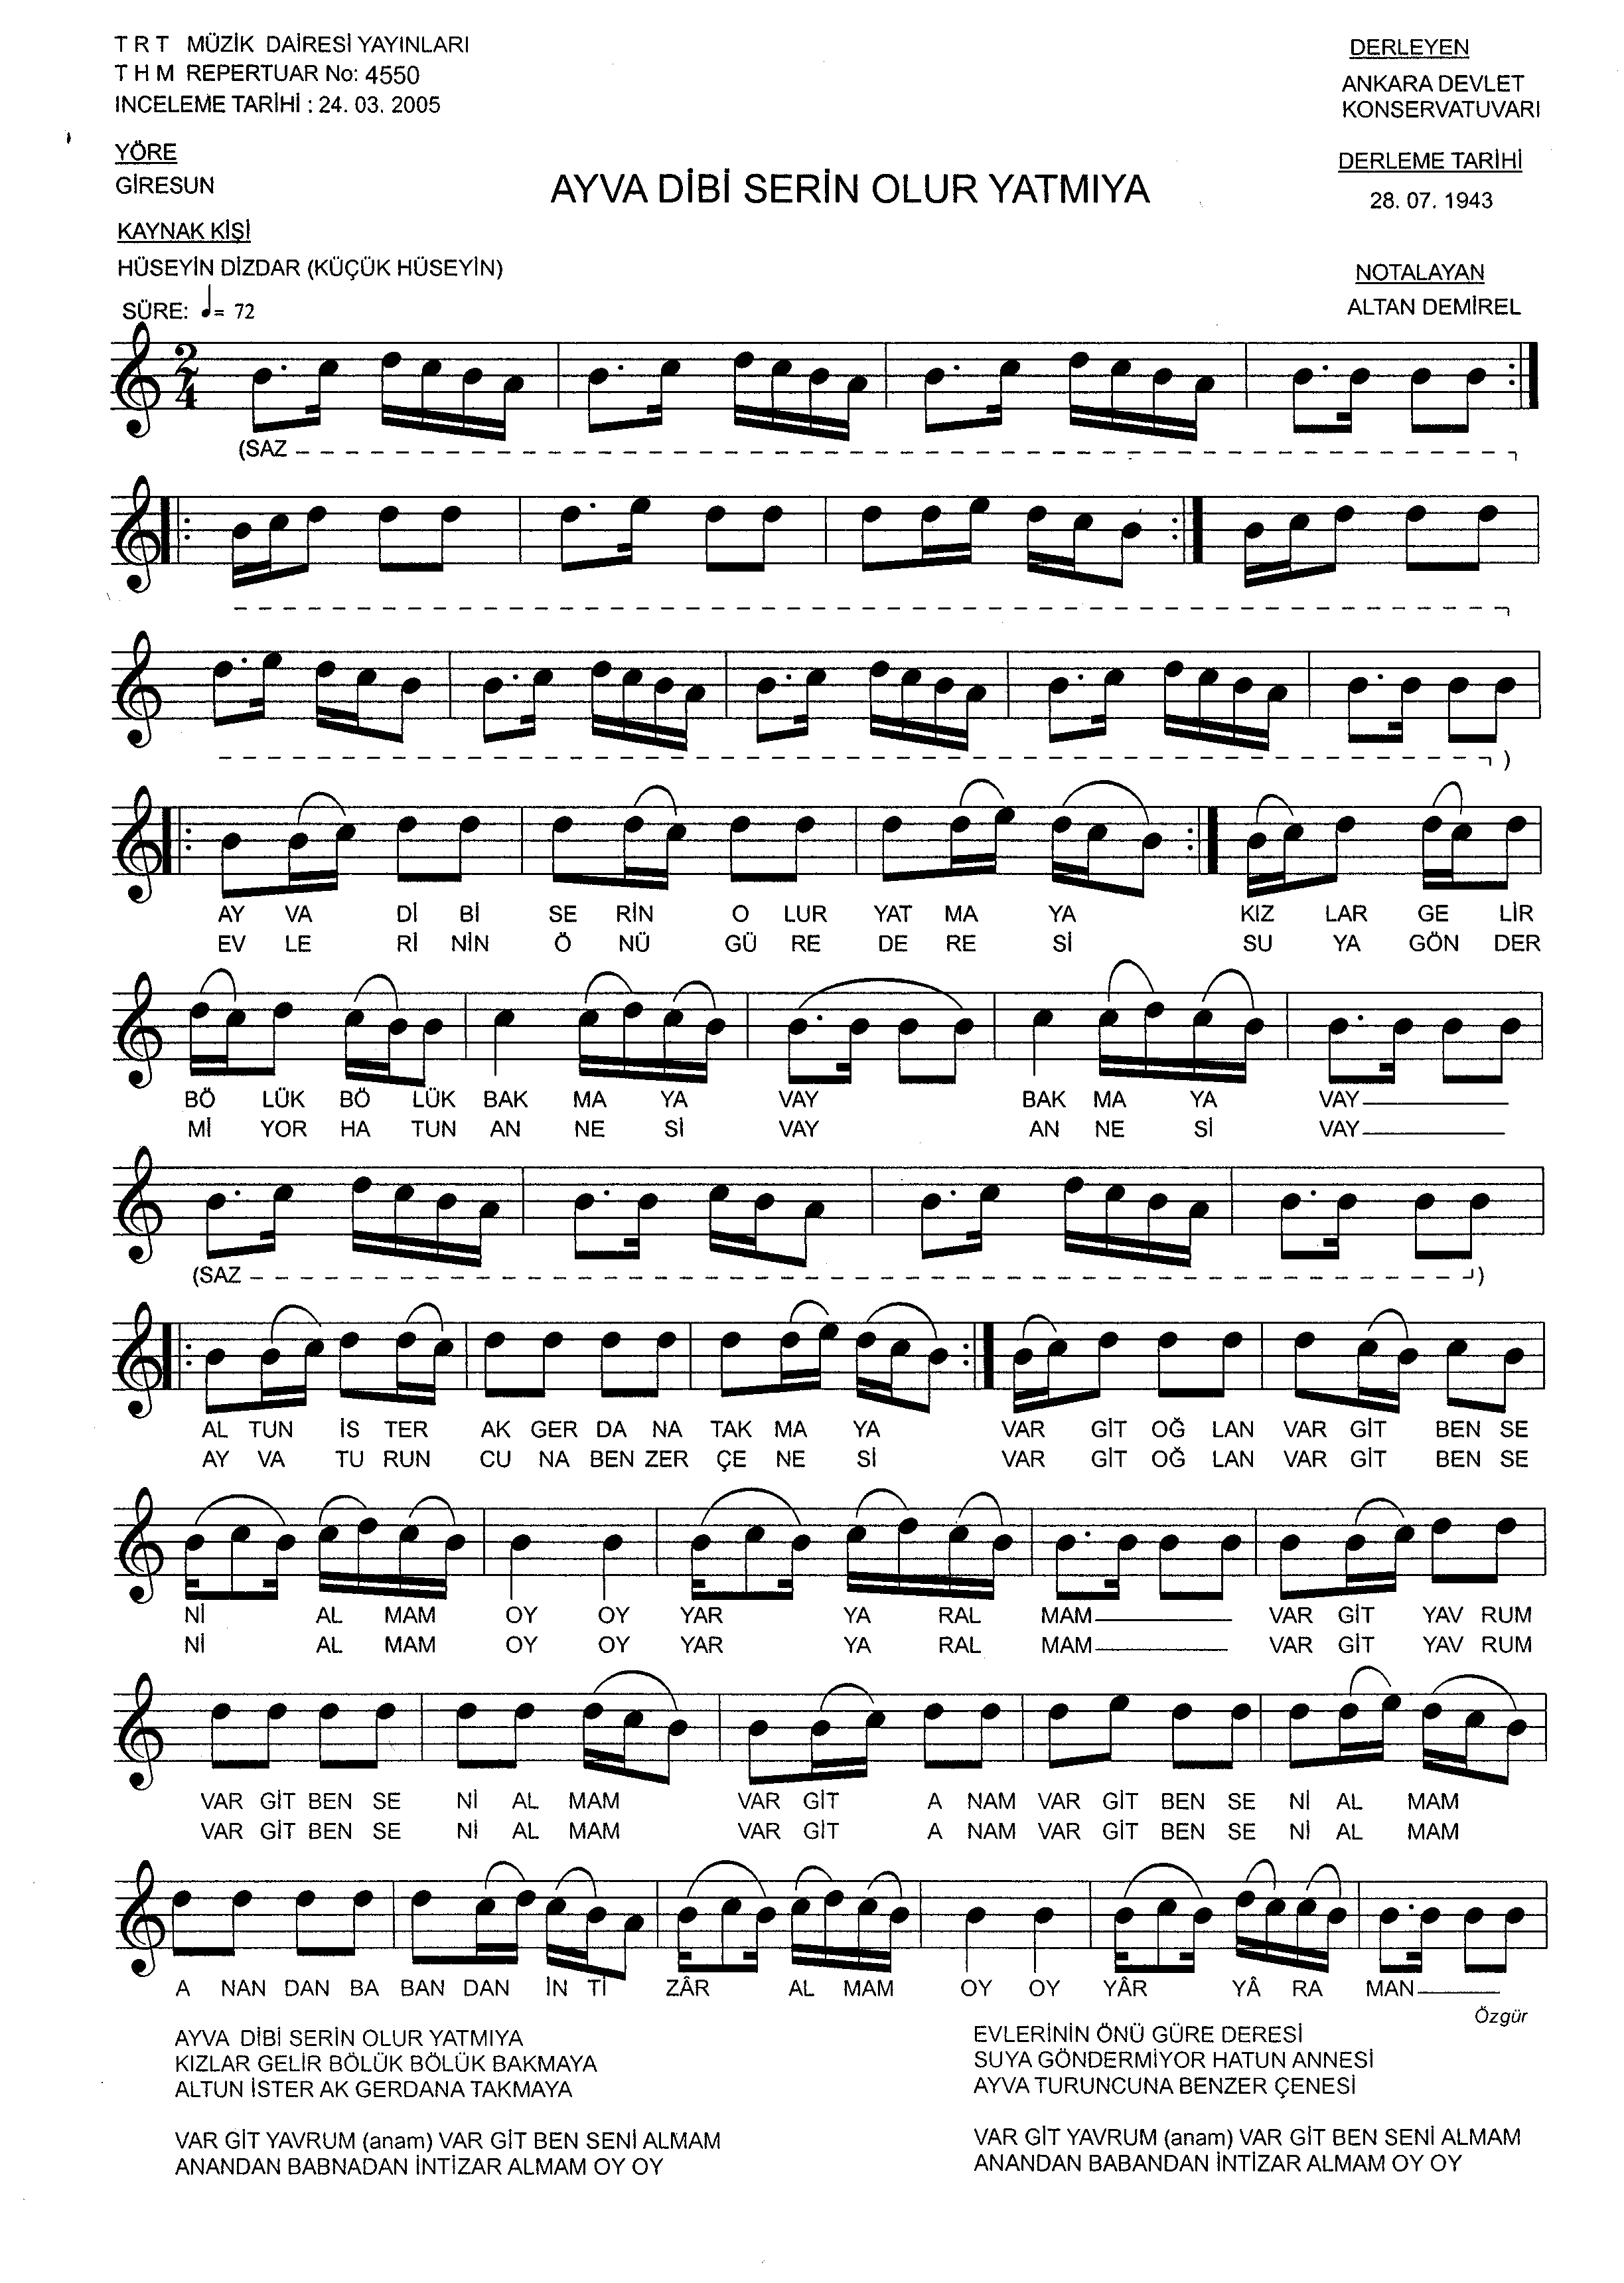 T R T MÜZİK DAİRESİ YAYINLARI
T H M REPERTUAR No: 4550
INCELEME TARİHİ : 24. 03. 2005
DERLEYEN
ANKARA DEVLET
KONSERVATUVARI
YÖRE
GİRESUN
AYVA DİBİ SERİN OLUR YATMIYA
DERLEME TARİHİ
28. 07. 1943
KAYNAK KİŞİ
HÜSEYİN DİZDAR (KÜÇÜK HÜSEYİN)
NOTALAYAN
ALTAN DEMİREL
SÜRE: ♩= 72
2
4
(SAZ
)
AY VA Dİ Bİ SE RİN O LUR YAT MA YA KIZ LAR GE LİR
EV LE Rİ NİN Ö NÜ GÜ RE DE RE Sİ SU YA GÖN DER
BÖ LÜK BÖ LÜK BAK MA YA VAY BAK MA YA VAY
Mİ YOR HA TUN AN NE Sİ VAY AN NE Sİ VAY
(SAZ )
AL TUN İS TER AK GER DA NA TAK MA YA VAR GİT OĞ LAN VAR GİT BEN SE
AY VA TU RUN CU NA BEN ZER ÇE NE Sİ VAR GİT OĞ LAN VAR GİT BEN SE
Nİ AL MAM OY OY YAR YA RAL MAM VAR GİT YAV RUM
Nİ AL MAM OY OY YAR YA RAL MAM VAR GİT YAV RUM
VAR GİT BEN SE Nİ AL MAM VAR GİT A NAM VAR GİT BEN SE Nİ AL MAM
VAR GİT BEN SE Nİ AL MAM VAR GİT A NAM VAR GİT BEN SE Nİ AL MAM
A NAN DAN BA BAN DAN İN Tİ ZÂR AL MAM OY OY YÂR YÂ RA MAN
Özgür
AYVA DİBİ SERİN OLUR YATMIYA
KIZLAR GELİR BÖLÜK BÖLÜK BAKMAYA
ALTUN İSTER AK GERDANA TAKMAYA
VAR GİT YAVRUM (anam) VAR GİT BEN SENİ ALMAM
ANANDAN BABNADAN İNTİZAR ALMAM OY OY
EVLERİNİN ÖNÜ GÜRE DERESİ
SUYA GÖNDERMİYOR HATUN ANNESİ
AYVA TURUNCUNA BENZER ÇENESİ
VAR GİT YAVRUM (anam) VAR GİT BEN SENİ ALMAM
ANANDAN BABANDAN İNTİZAR ALMAM OY OY